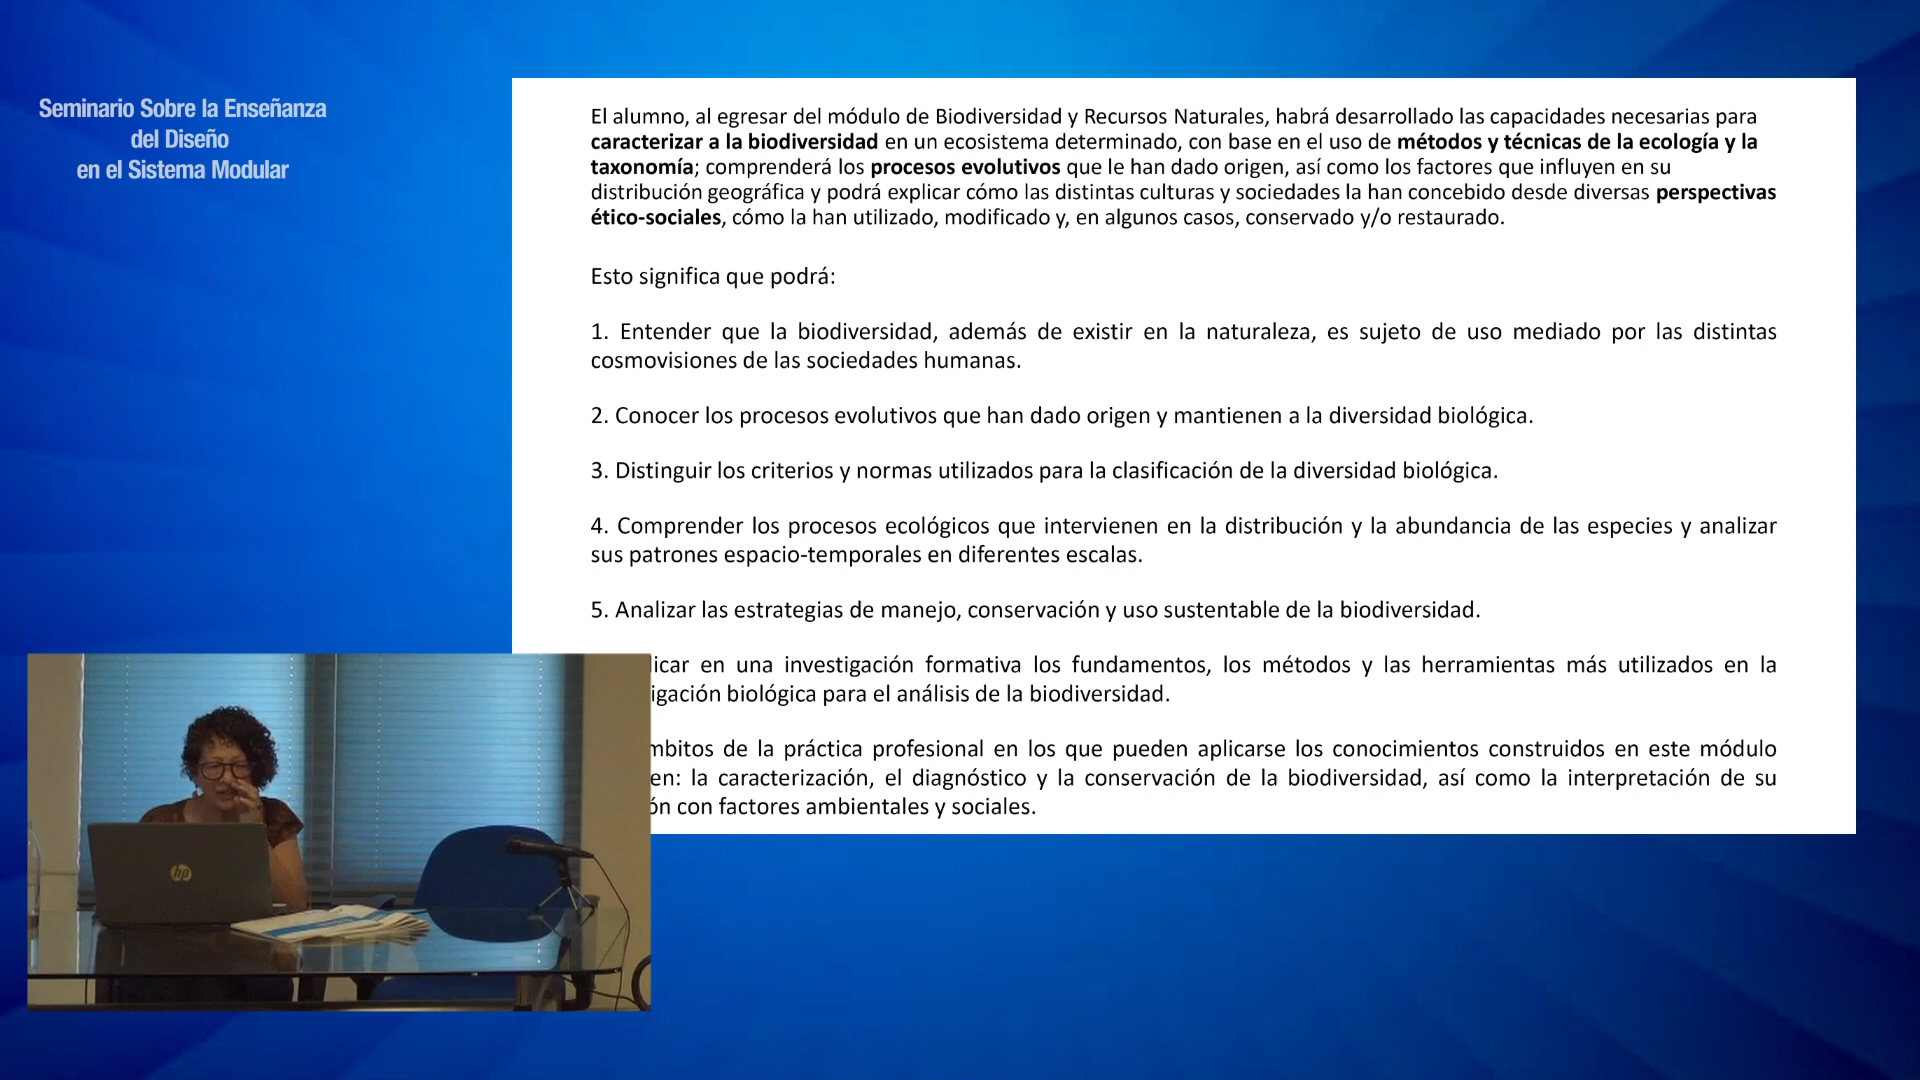 Seminario Sobre la Enseñanza
del Diseño
en el Sistema Modular
El alumno, al egresar del módulo de Biodiversidad y Recursos Naturales, habrá desarrollado las capacidades necesarias para
caracterizar a la biodiversidad en un ecosistema determinado, con base en el uso de métodos y técnicas de la ecología y la
taxonomía; comprenderá los procesos evolutivos que le han dado origen, así como los factores que influyen en su
distribución geográfica y podrá explicar cómo las distintas culturas y sociedades la han concebido desde diversas perspectivas
ético-sociales, cómo la han utilizado, modificado y, en algunos casos, conservado y/o restaurado.
Esto significa que podrá:
1. Entender que la biodiversidad, además de existir en la naturaleza, es sujeto de uso mediado por las distintas
cosmovisiones de las sociedades humanas.
2. Conocer los procesos evolutivos que han dado origen y mantienen a la diversidad biológica.
3. Distinguir los criterios y normas utilizados para la clasificación de la diversidad biológica.
4. Comprender los procesos ecológicos que intervienen en la distribución y la abundancia de las especies y analizar
sus patrones espacio-temporales en diferentes escalas.
5. Analizar las estrategias de manejo, conservación y uso sustentable de la biodiversidad.
en una investigación formativa los fundamentos, los métodos y las herramientas más utilizados en la
biológica para el análisis de la biodiversidad.
de la práctica profesional en los que pueden aplicarse los conocimientos construidos en este módulo
la caracterización, el diagnóstico y la conservación de la biodiversidad, así como la interpretación de su
con factores ambientales y sociales.
hp